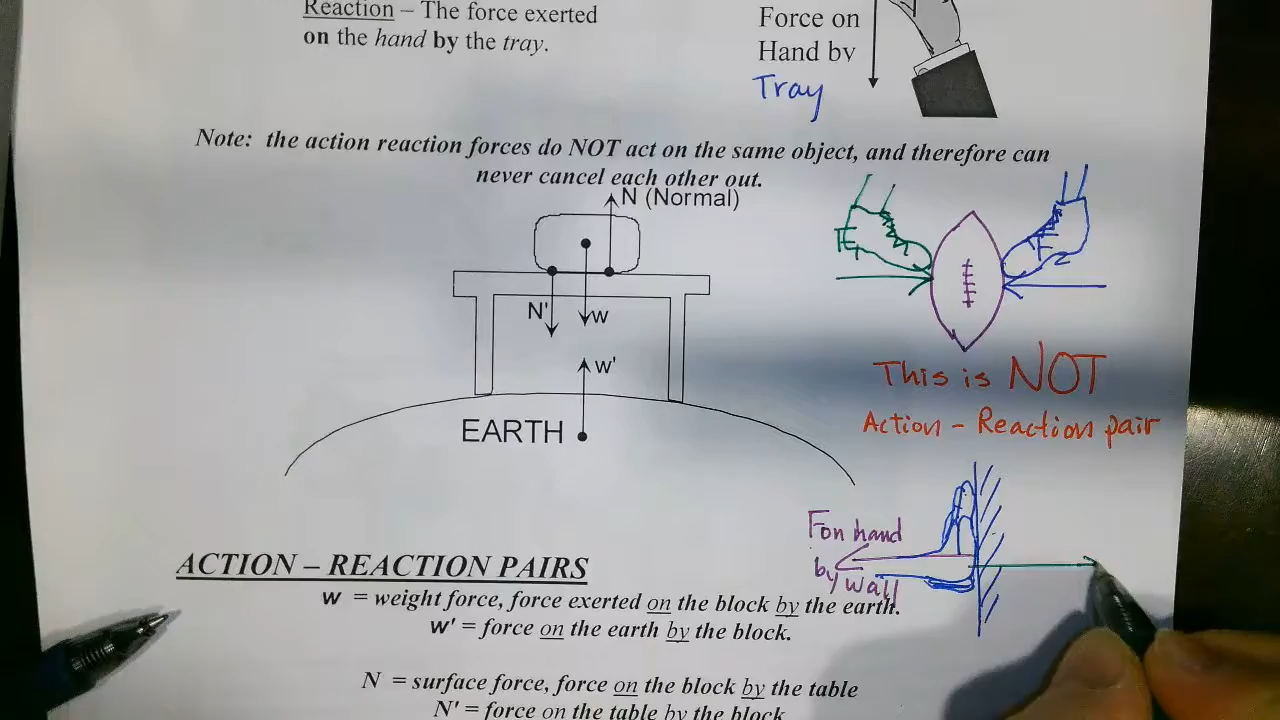 Reaction – The force exerted
on the hand by the tray.
Force on
Hand by
Tray
Note: the action reaction forces do NOT act on the same object, and therefore can
never cancel each other out.
N (Normal)
N'
w
w'
EARTH
This is NOT
Action - Reaction pair
F on hand
by wall
ACTION – REACTION PAIRS
w = weight force, force exerted on the block by the earth.
w' = force on the earth by the block.
N = surface force, force on the block by the table
N' = force on the table by the block